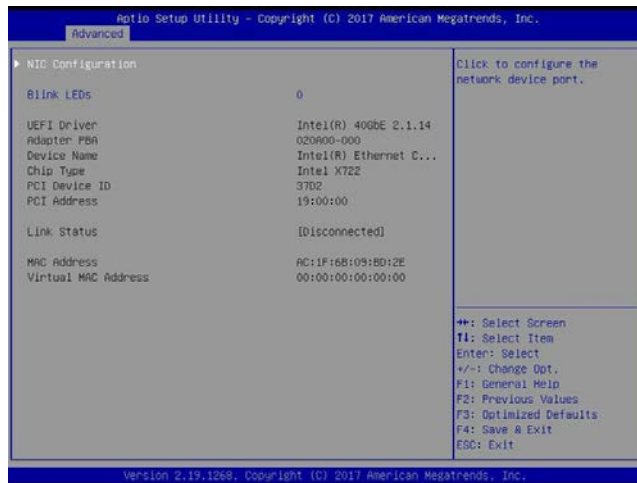 Aptio Setup Utility - Copyright (C) 2017 American Megatrends, Inc.
Advanced
NIC Configuration
Blink LEDs 0
UEFI Driver Intel(R) 40GbE 2.1.14
Adapter PBA 020A00-000
Device Name Intel(R) Ethernet C...
Chip Type Intel X722
PCI Device ID 37D2
PCI Address 19:00:00
Link Status [Disconnected]
MAC Address AC:1F:6B:09:BD:2E
Virtual MAC Address 00:00:00:00:00:00
Click to configure the
network device port.
→←: Select Screen
↑↓: Select Item
Enter: Select
+/-: Change Opt.
F1: General Help
F2: Previous Values
F3: Optimized Defaults
F4: Save & Exit
ESC: Exit
Version 2.19.1268. Copyright (C) 2017 American Megatrends, Inc.